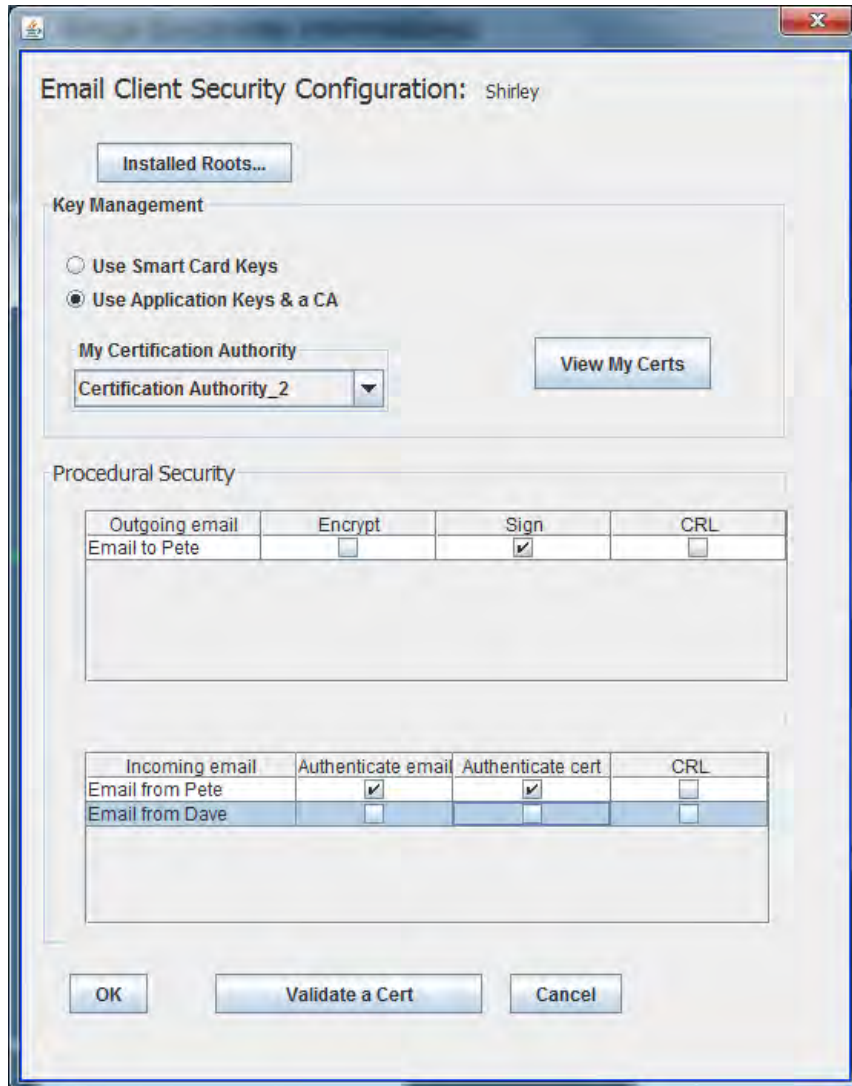 Email Client Security Configuration: Shirley
Installed Roots...
Key Management
Use Smart Card Keys
Use Application Keys & a CA
My Certification Authority
Certification Authority_2
View My Certs
Procedural Security
Outgoing email Encrypt Sign CRL
Email to Pete
Incoming email Authenticate email Authenticate cert CRL
Email from Pete
Email from Dave
OK Validate a Cert Cancel